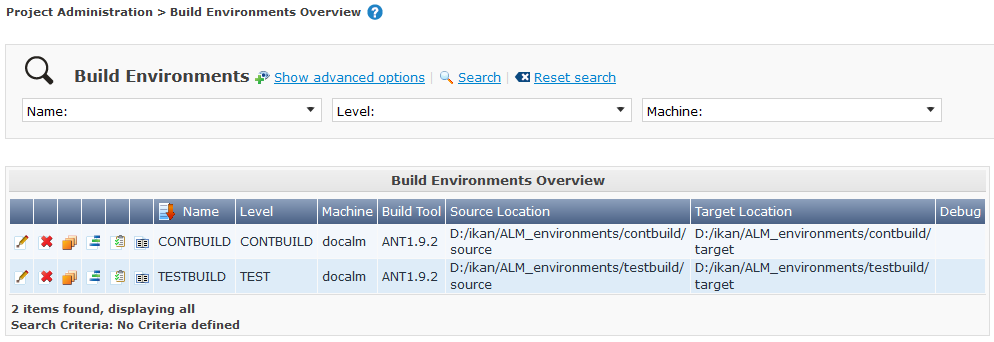 Project Administration > Build Environments Overview
Build Environments Show advanced options | Search | Reset search
Name: Level: Machine:
Build Environments Overview
Name Level Machine Build Tool Source Location Target Location Debug
CONTBUILD CONTBUILD docalm ANT1.9.2 D:/ikan/ALM_environments/contbuild/source D:/ikan/ALM_environments/contbuild/target
TESTBUILD TEST docalm ANT1.9.2 D:/ikan/ALM_environments/testbuild/source D:/ikan/ALM_environments/testbuild/target
2 items found, displaying all
Search Criteria: No Criteria defined